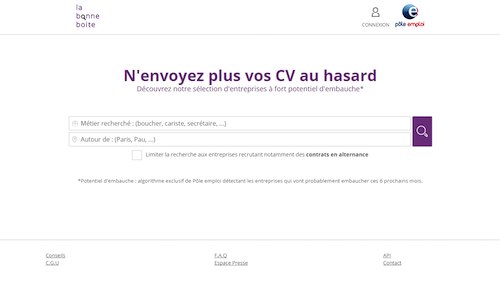 la
bonne
boite
CONNEXION
pôle emploi
N'envoyez plus vos CV au hasard
Découvrez notre sélection d'entreprises à fort potentiel d'embauche*
Métier recherché : (boucher, cariste, secrétaire, ...)
Autour de : (Paris, Pau, ...)
Limiter la recherche aux entreprises recrutant notamment des contrats en alternance
*Potentiel d'embauche : algorithme exclusif de Pôle emploi détectant les entreprises qui vont probablement embaucher ces 6 prochains mois.
Conseils
F.A.Q
API
C.G.U
Espace Presse
Contact